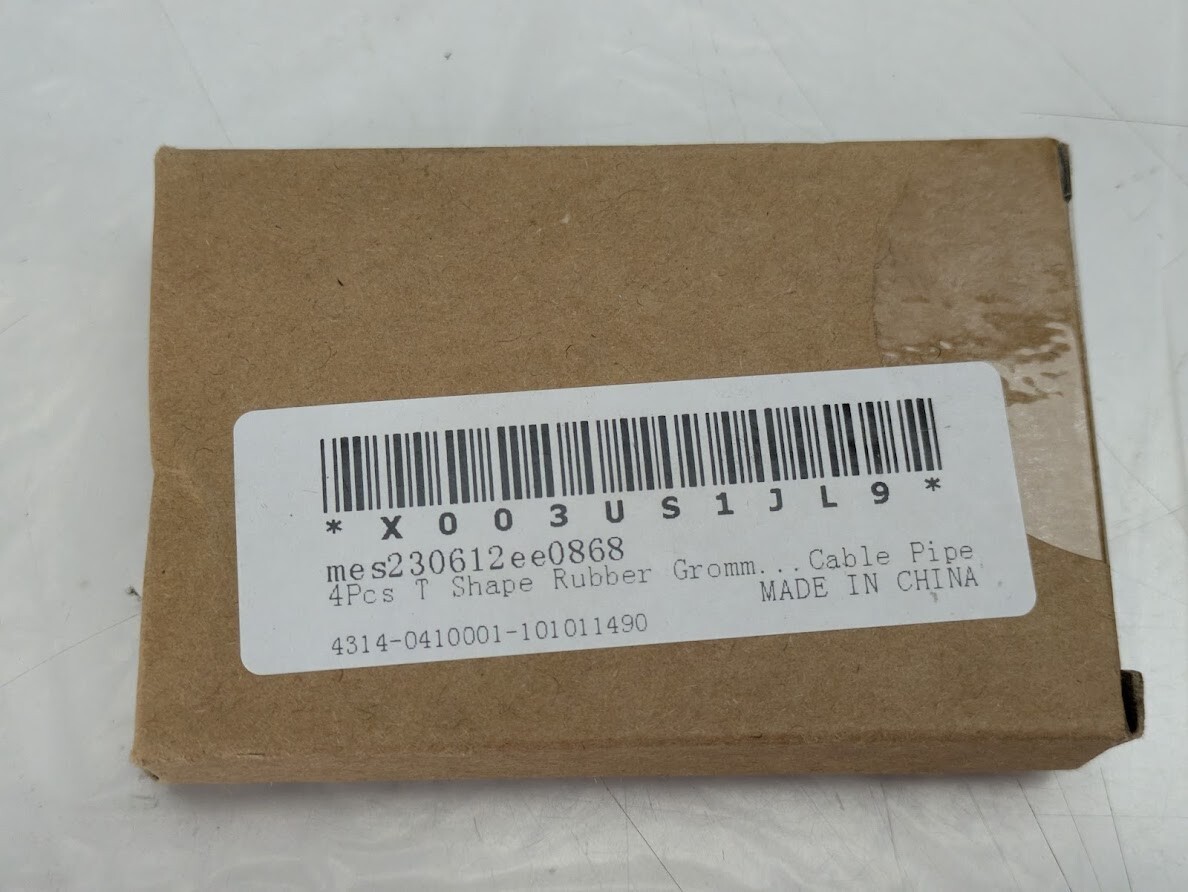 * X 0 0 3 U S 1 J L 9 *
mes230612ee0868
4Pcs T Shape Rubber Gromm...Cable Pipe
MADE IN CHINA
4314-0410001-101011490